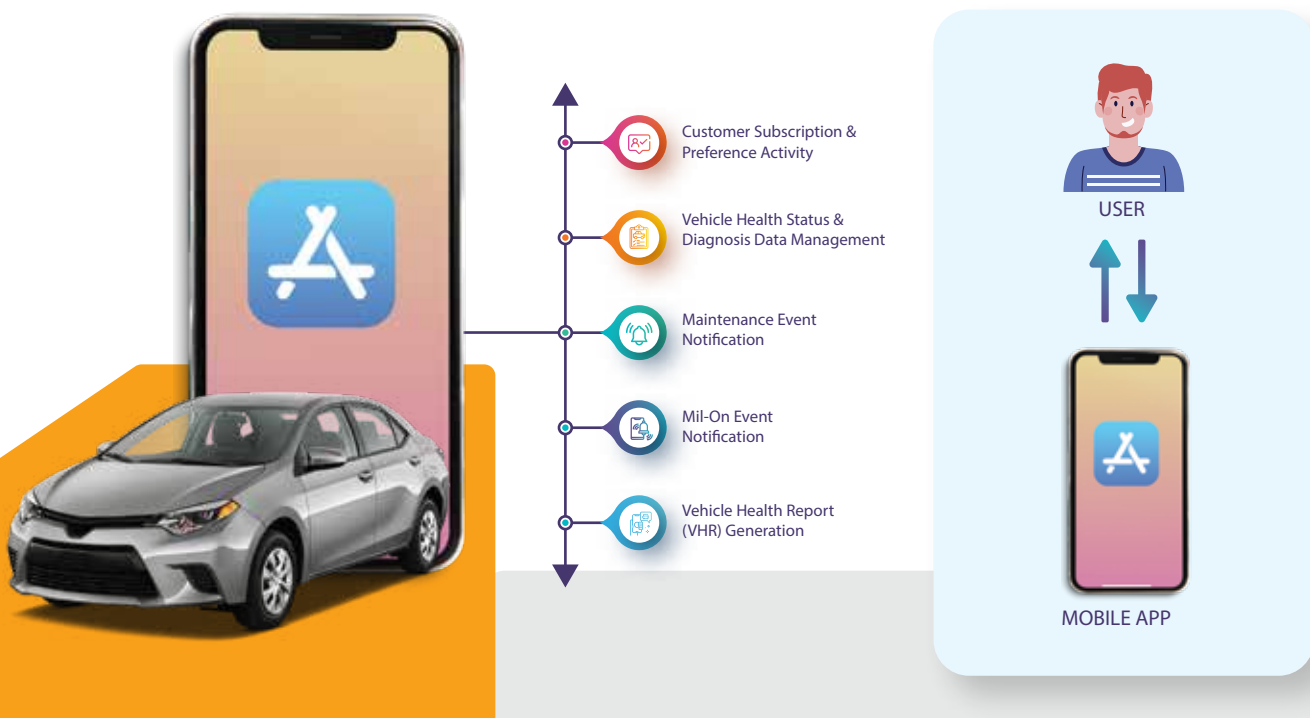 Customer Subscription &
Preference Activity
Vehicle Health Status &
Diagnosis Data Management
Maintenance Event
Notification
Mil-On Event
Notification
Vehicle Health Report
(VHR) Generation
USER
MOBILE APP